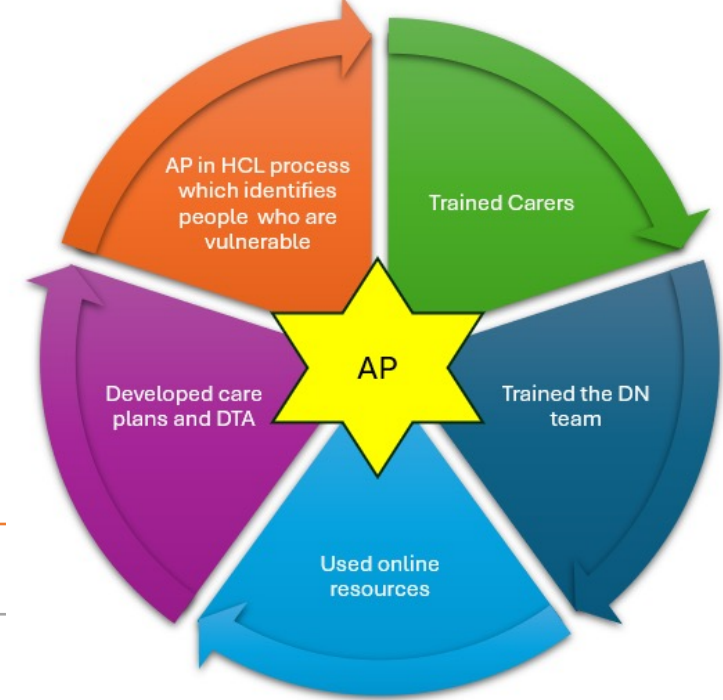 AP in HCL process
which identifies
people who are
vulnerable
Trained Carers
Trained the DN
team
Used online
resources
Developed care
plans and DTA
AP